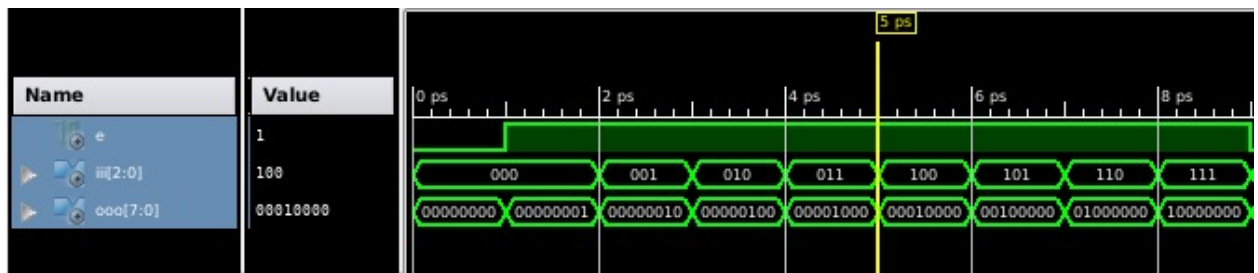 5 ps
Name Value
0 ps 2 ps 4 ps 6 ps 8 ps
e 1
iii[2:0] 100 000 001 010 011 100 101 110 111
ooo[7:0] 00010000 00000000 00000001 00000010 00000100 00001000 00010000 00100000 01000000 10000000